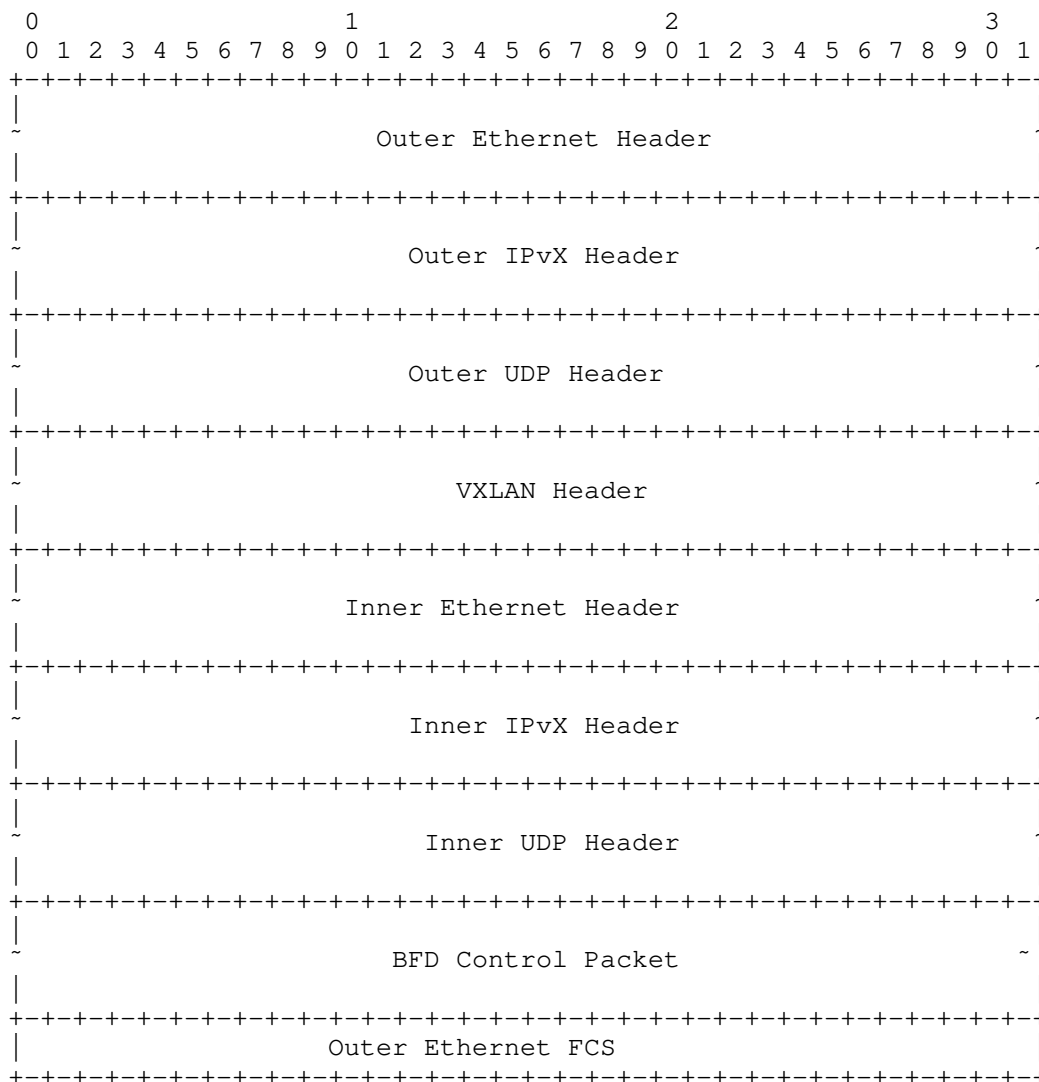 0                   1                   2                   3
0 1 2 3 4 5 6 7 8 9 0 1 2 3 4 5 6 7 8 9 0 1 2 3 4 5 6 7 8 9 0 1
+-+-+-+-+-+-+-+-+-+-+-+-+-+-+-+-+-+-+-+-+-+-+-+-+-+-+-+-+-+-+-+--
|
~                      Outer Ethernet Header                    ~
|
+-+-+-+-+-+-+-+-+-+-+-+-+-+-+-+-+-+-+-+-+-+-+-+-+-+-+-+-+-+-+-+--
|
~                        Outer IPvX Header                      ~
|
+-+-+-+-+-+-+-+-+-+-+-+-+-+-+-+-+-+-+-+-+-+-+-+-+-+-+-+-+-+-+-+--
|
~                        Outer UDP Header                       ~
|
+-+-+-+-+-+-+-+-+-+-+-+-+-+-+-+-+-+-+-+-+-+-+-+-+-+-+-+-+-+-+-+--
|
~                           VXLAN Header                        ~
|
+-+-+-+-+-+-+-+-+-+-+-+-+-+-+-+-+-+-+-+-+-+-+-+-+-+-+-+-+-+-+-+--
|
~                    Inner Ethernet Header                      ~
|
+-+-+-+-+-+-+-+-+-+-+-+-+-+-+-+-+-+-+-+-+-+-+-+-+-+-+-+-+-+-+-+--
|
~                        Inner IPvX Header                      ~
|
+-+-+-+-+-+-+-+-+-+-+-+-+-+-+-+-+-+-+-+-+-+-+-+-+-+-+-+-+-+-+-+--
|
~                         Inner UDP Header                      ~
|
+-+-+-+-+-+-+-+-+-+-+-+-+-+-+-+-+-+-+-+-+-+-+-+-+-+-+-+-+-+-+-+--
|
~                       BFD Control Packet                     ~
|
+-+-+-+-+-+-+-+-+-+-+-+-+-+-+-+-+-+-+-+-+-+-+-+-+-+-+-+-+-+-+-+--
|                   Outer Ethernet FCS
+-+-+-+-+-+-+-+-+-+-+-+-+-+-+-+-+-+-+-+-+-+-+-+-+-+-+-+-+-+-+-+--